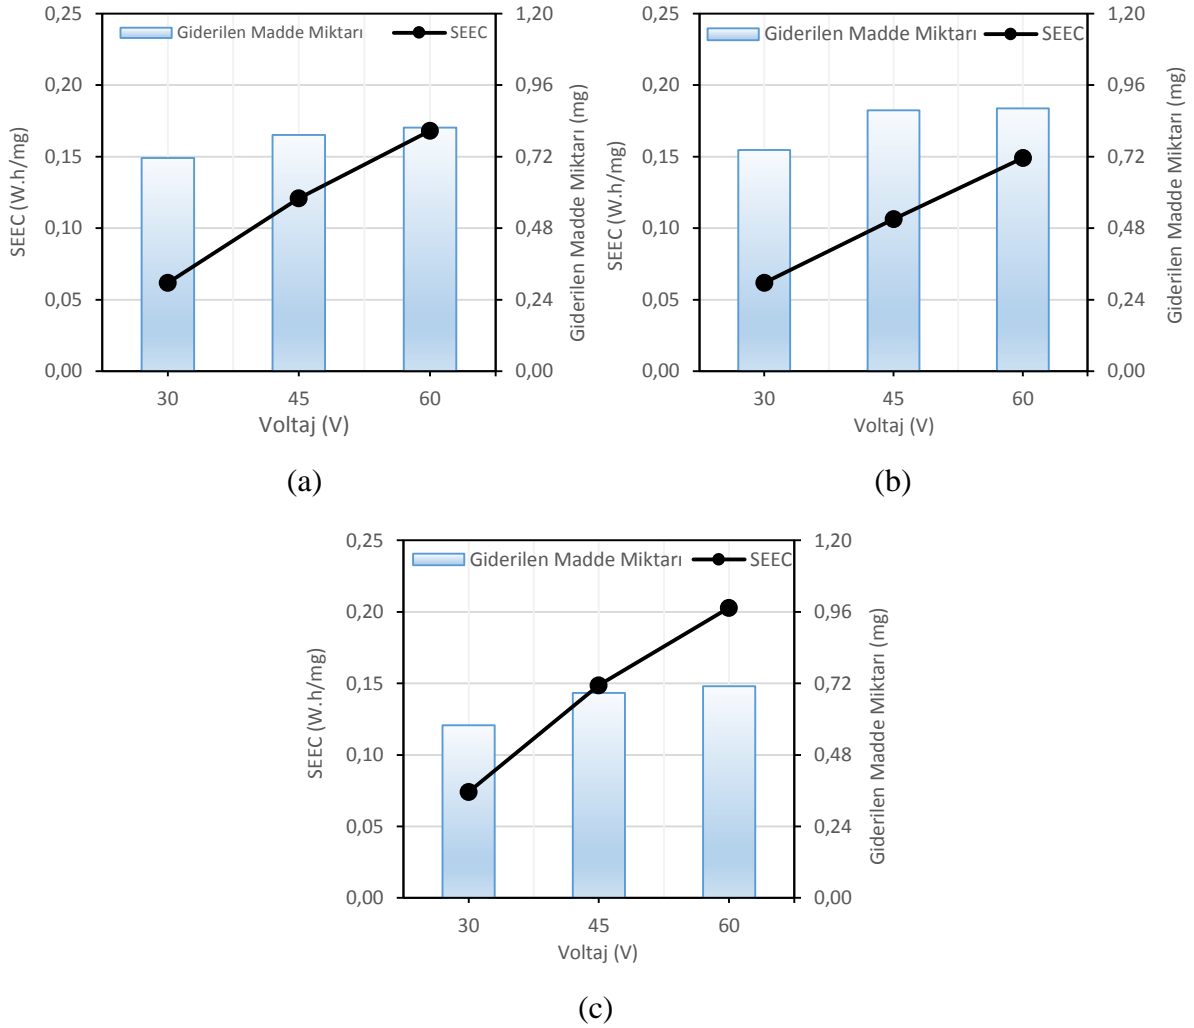 0,25
0,20
0,15
0,10
0,05
0,00
SEEC (W.h/mg)
Giderilen Madde Miktarı
SEEC
1,20
0,96
0,72
0,48
0,24
0,00
Giderilen Madde Miktarı (mg)
30
45
60
Voltaj (V)
(a)
0,25
0,20
0,15
0,10
0,05
0,00
SEEC (W.h/mg)
Giderilen Madde Miktarı
SEEC
1,20
0,96
0,72
0,48
0,24
0,00
Giderilen Madde Miktarı (mg)
30
45
60
Voltaj (V)
(b)
0,25
0,20
0,15
0,10
0,05
0,00
SEEC (W.h/mg)
Giderilen Madde Miktarı
SEEC
1,20
0,96
0,72
0,48
0,24
0,00
Giderilen Madde Miktarı (mg)
30
45
60
Voltaj (V)
(c)